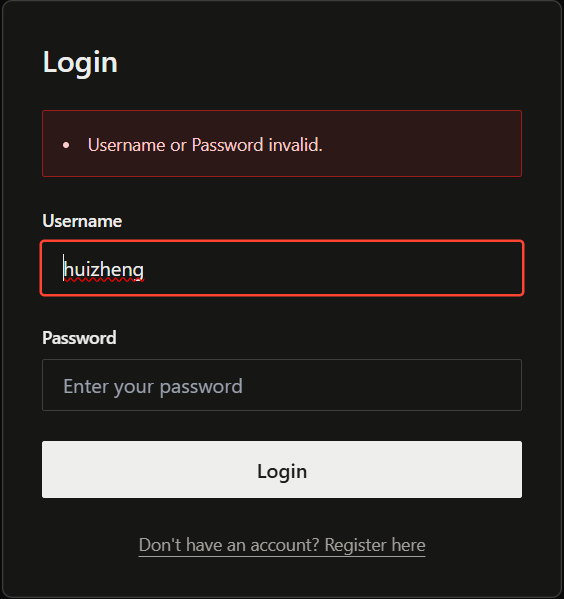 Login
• Username or Password invalid.
Username
huizheng
Password
Enter your password
Login
Don't have an account? Register here